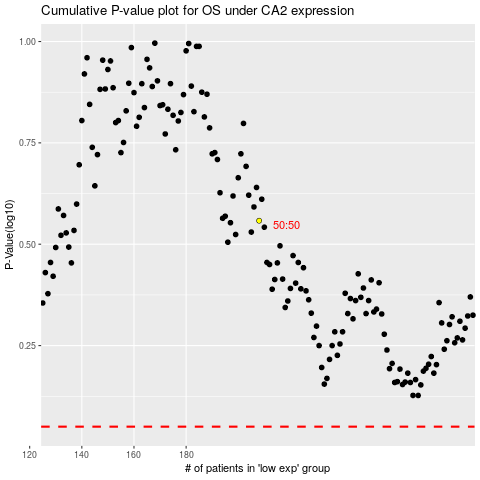 Cumulative P-value plot for OS under CA2 expression
P-Value(log10)
1.00
0.75
0.50
0.25
50:50
120 140 160 180
# of patients in 'low exp' group